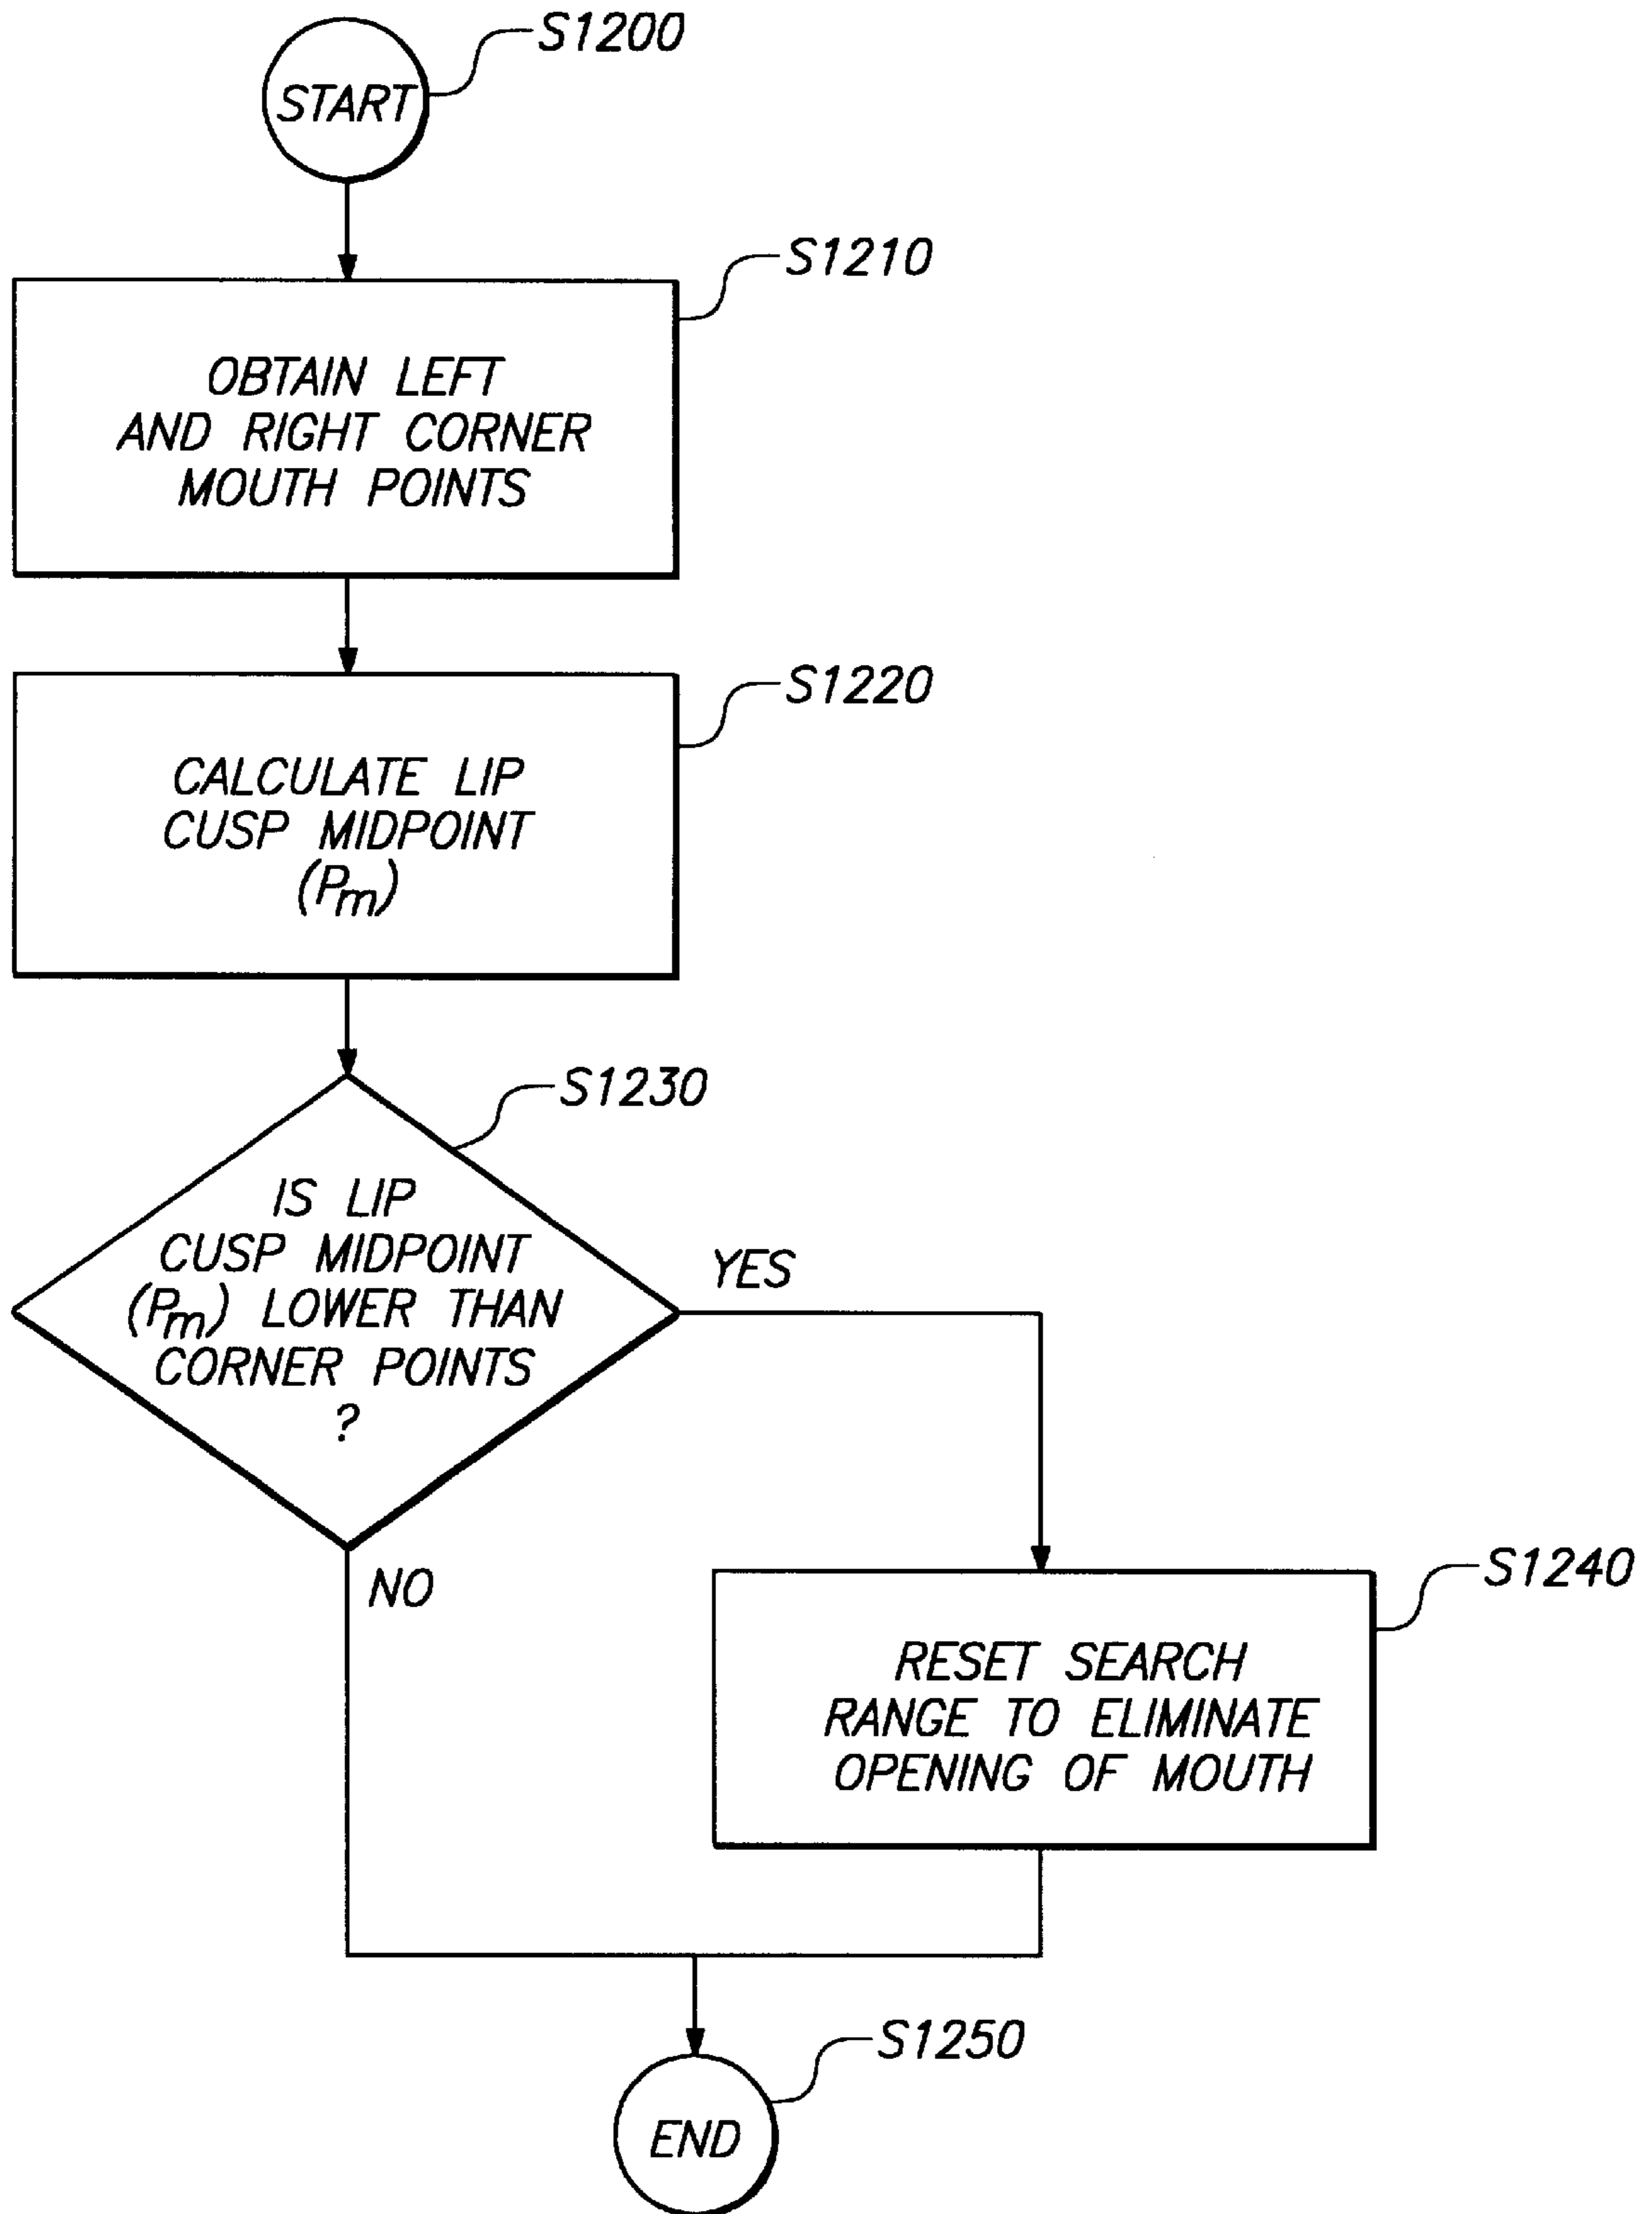 S1200
START
S1210
OBTAIN LEFT
AND RIGHT CORNER
MOUTH POINTS
S1220
CALCULATE LIP
CUSP MIDPOINT
(Pm)
S1230
IS LIP
CUSP MIDPOINT
(Pm) LOWER THAN
CORNER POINTS
?
YES
NO
S1240
RESET SEARCH
RANGE TO ELIMINATE
OPENING OF MOUTH
S1250
END